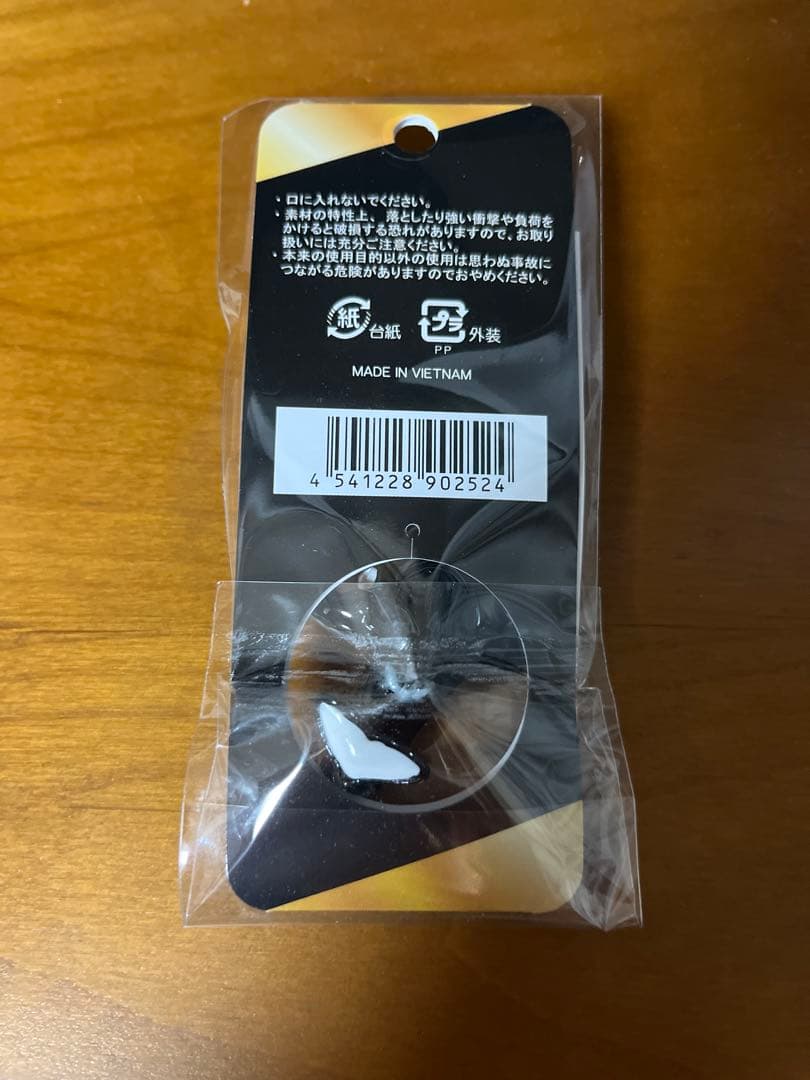 ・口に入れないでください。
・素材の特性上、落としたり強い衝撃や負荷を
かけると破損する恐れがありますので、お取り
扱いには充分ご注意ください。
・本来の使用目的以外の使用は思わぬ事故に
つながる危険がありますのでおやめください。
紙 台紙 プラ 外装
PP
MADE IN VIETNAM
4 541228 902524